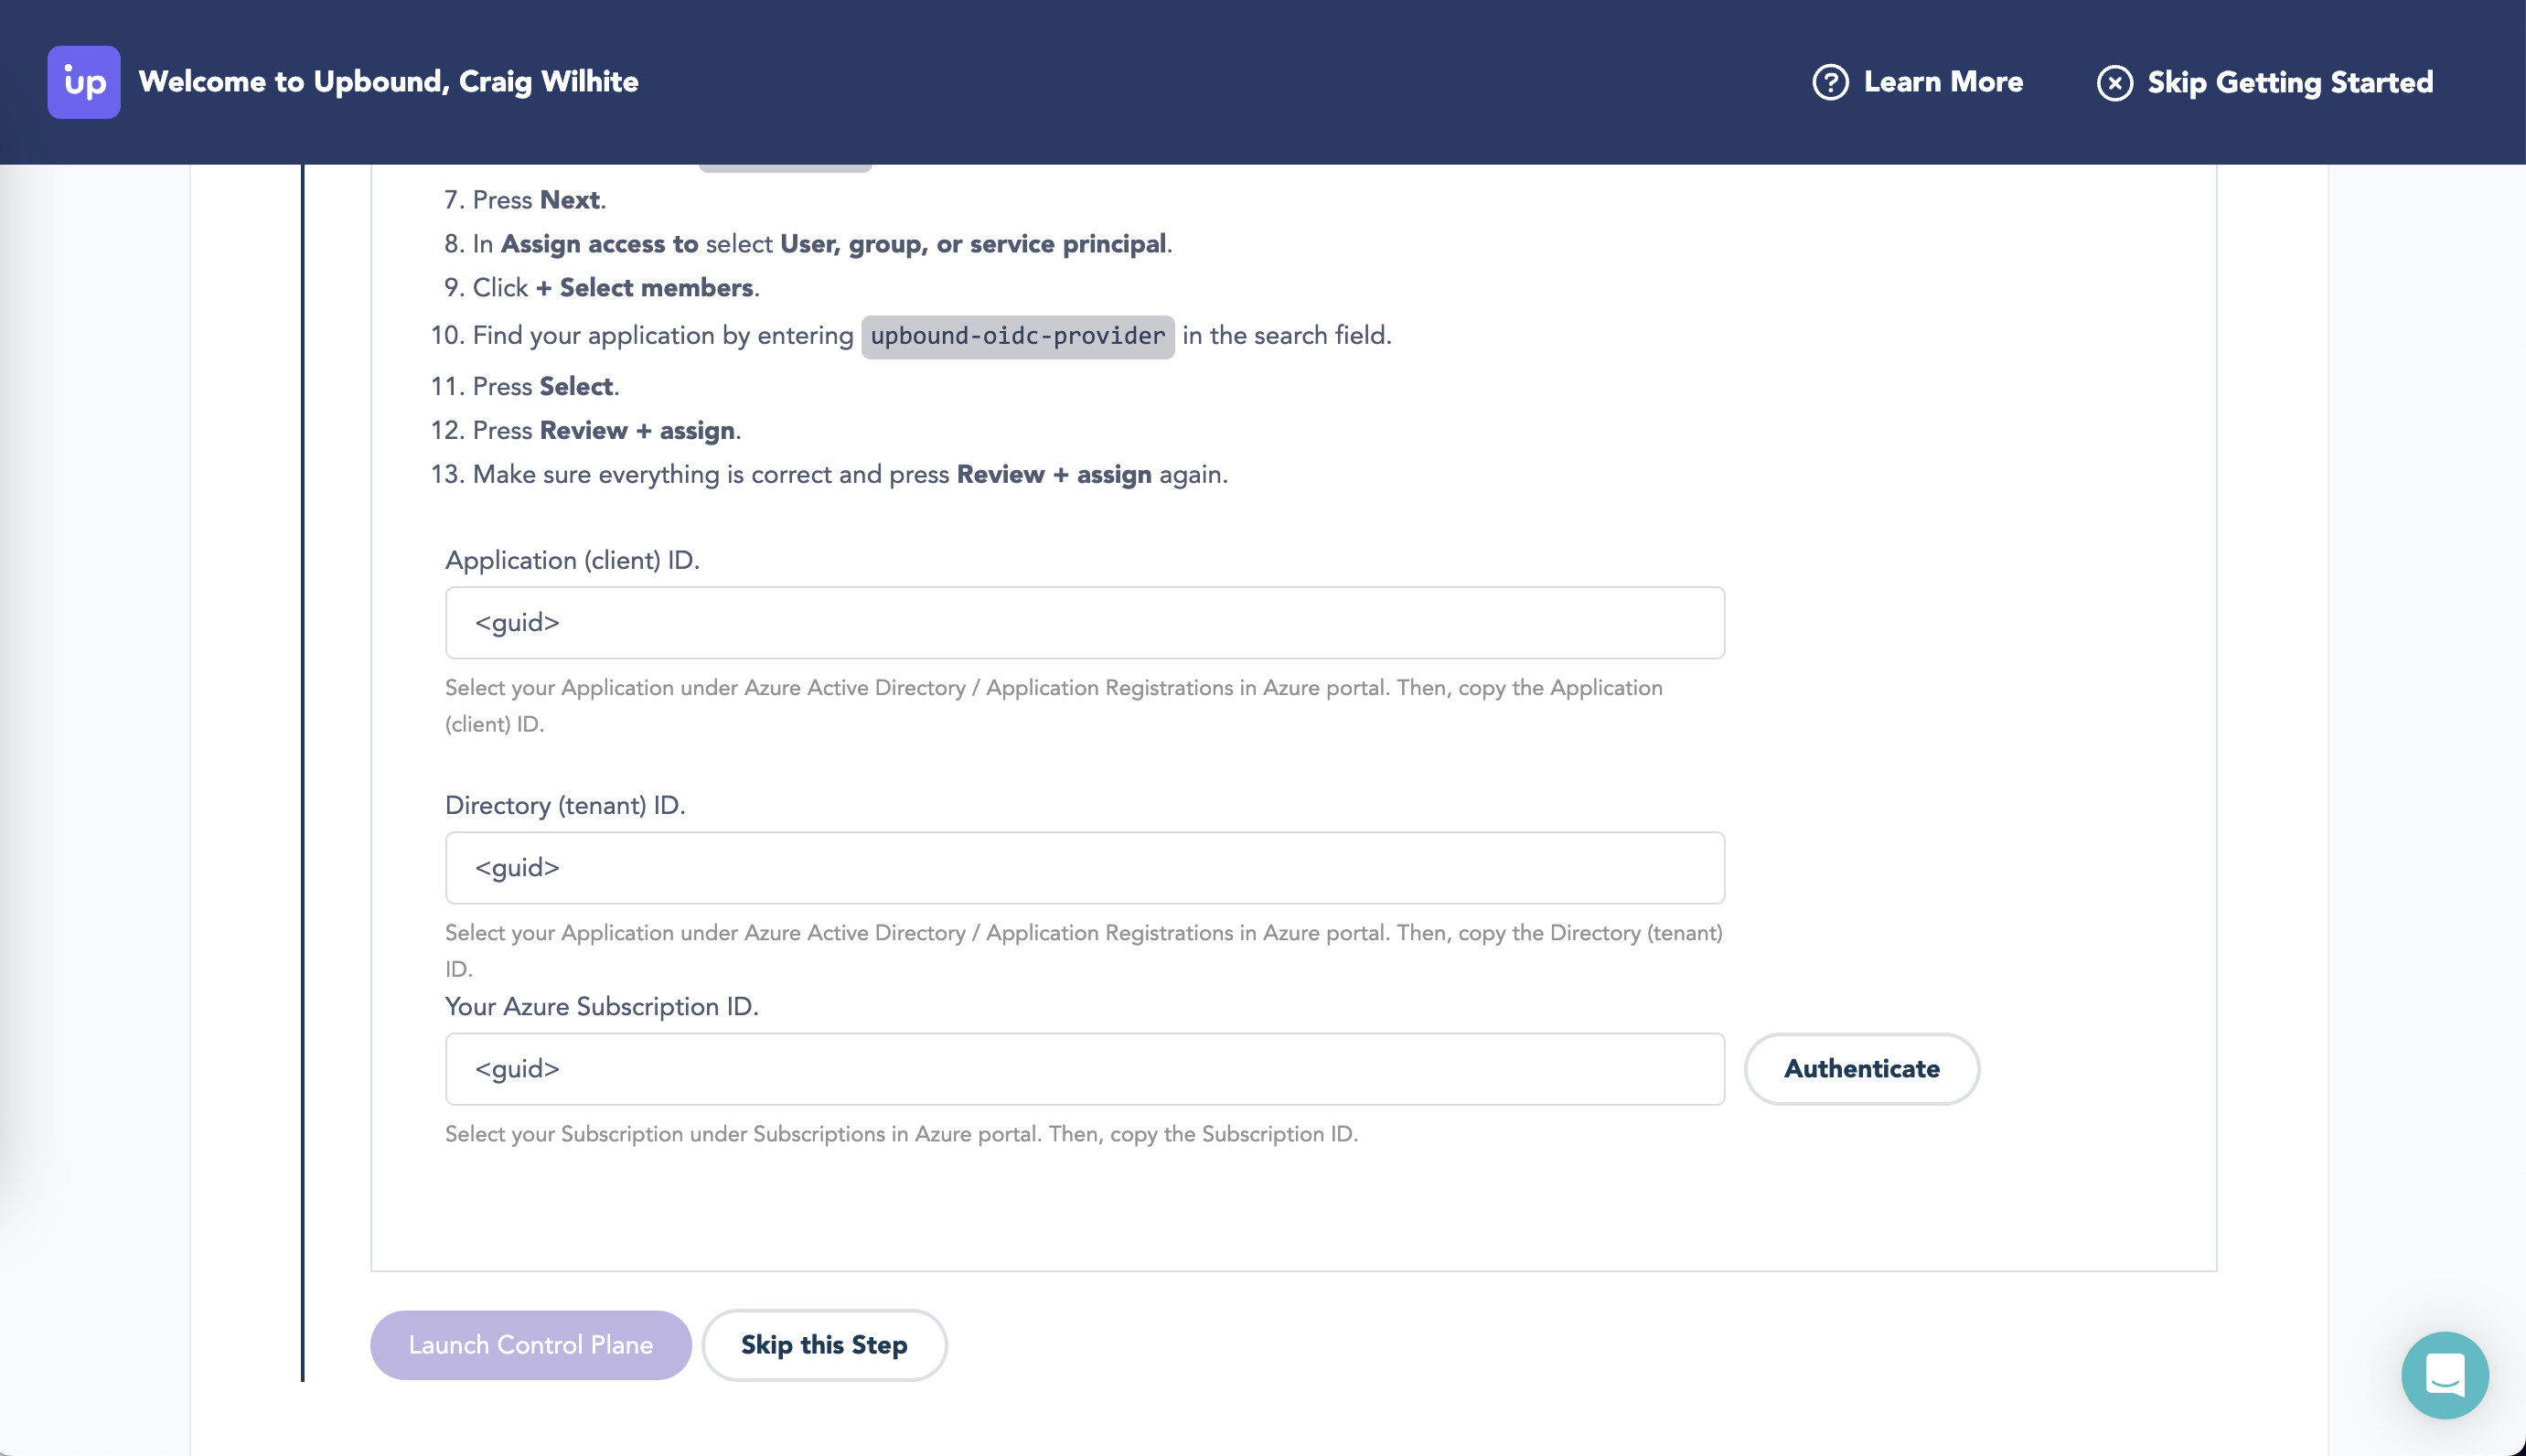 up
Welcome to Upbound, Craig Wilhite
Learn More
Skip Getting Started
7. Press Next.
8. In Assign access to select User, group, or service principal.
9. Click + Select members.
10. Find your application by entering upbound-oidc-provider in the search field.
11. Press Select.
12. Press Review + assign.
13. Make sure everything is correct and press Review + assign again.
Application (client) ID.
<guid>
Select your Application under Azure Active Directory / Application Registrations in Azure portal. Then, copy the Application
(client) ID.
Directory (tenant) ID.
<guid>
Select your Application under Azure Active Directory / Application Registrations in Azure portal. Then, copy the Directory (tenant)
ID.
Your Azure Subscription ID.
<guid>
Authenticate
Select your Subscription under Subscriptions in Azure portal. Then, copy the Subscription ID.
Launch Control Plane
Skip this Step